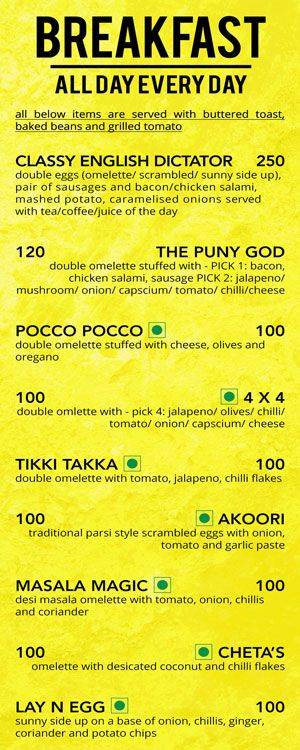 BREAKFAST
ALL DAY EVERY DAY
all below items are served with buttered toast,
baked beans and grilled tomato
CLASSY ENGLISH DICTATOR 250
double eggs (omelette/ scrambled/ sunny side up),
pair of sausages and bacon/chicken salami,
mashed potato, caramelised onions served
with tea/coffee/juice of the day
120 THE PUNY GOD
double omelette stuffed with - PICK 1: bacon,
chicken salami, sausage PICK 2: jalapeno/
mushroom/ onion/ capscium/ tomato/ chilli/cheese
POCCO POCCO 100
double omelette stuffed with cheese, olives and
oregano
100 4 X 4
double omlette with - pick 4: jalapeno/ olives/ chilli/
tomato/ onion/ capscium/ cheese
TIKKI TAKKA 100
double omelette with tomato, jalapeno, chilli flakes
100 AKOORI
traditional parsi style scrambled eggs with onion,
tomato and garlic paste
MASALA MAGIC 100
desi masala omelette with tomato, onion, chillis
and coriander
100 CHETA'S
omelette with desicated coconut and chilli flakes
LAY N EGG 100
sunny side up on a base of onion, chillis, ginger,
coriander and potato chips